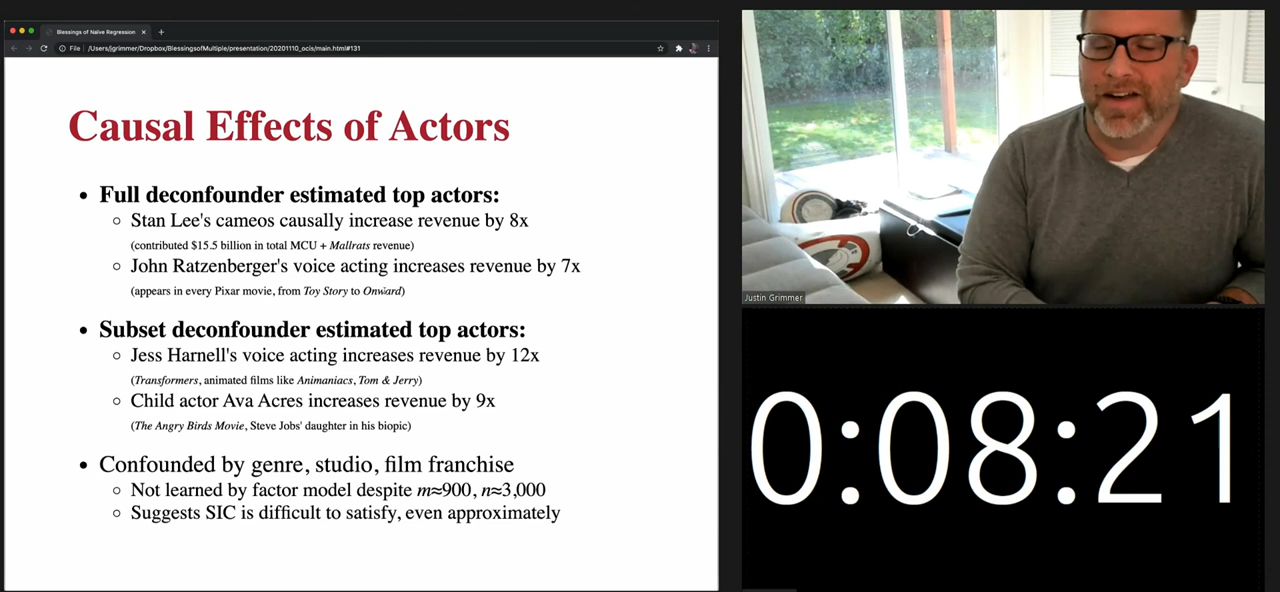 Blessings of Naïve Regression
File
/Users/jgrimmer/Dropbox/BlessingsofMultiple/presentation/20201110_ocis/main.html#131
Causal Effects of Actors
• Full deconfounder estimated top actors:
○ Stan Lee's cameos causally increase revenue by 8x
(contributed $15.5 billion in total MCU + Mallrats revenue)
○ John Ratzenberger's voice acting increases revenue by 7x
(appears in every Pixar movie, from Toy Story to Onward)
• Subset deconfounder estimated top actors:
○ Jess Harnell's voice acting increases revenue by 12x
(Transformers, animated films like Animaniacs, Tom & Jerry)
○ Child actor Ava Acres increases revenue by 9x
(The Angry Birds Movie, Steve Jobs' daughter in his biopic)
• Confounded by genre, studio, film franchise
○ Not learned by factor model despite m≈900, n≈3,000
○ Suggests SIC is difficult to satisfy, even approximately
Justin Grimmer
0:08:21